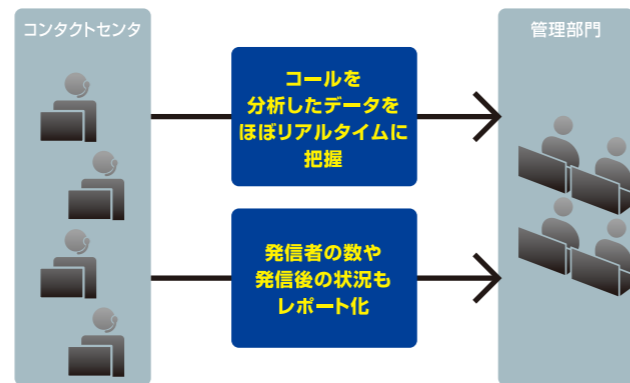 コンタクトセンタ
管理部門
コールを
分析したデータを
ほぼリアルタイムに
把握
発信者の数や
発信後の状況も
レポート化